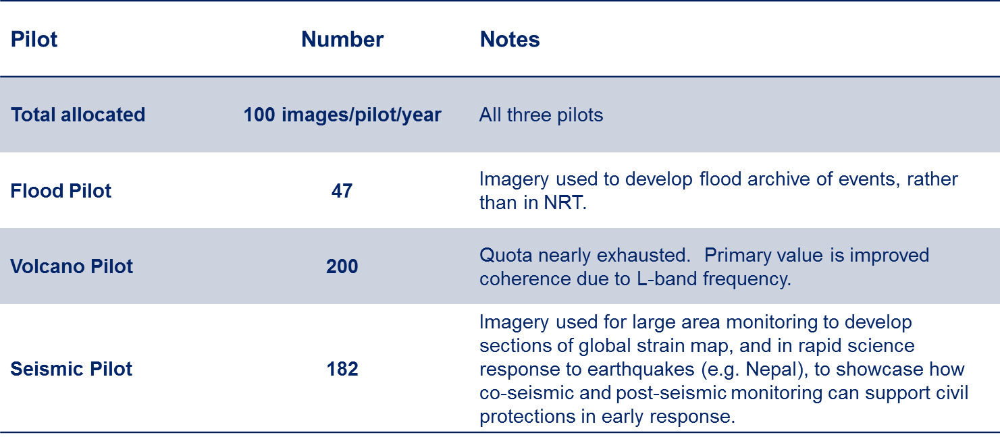 Pilot Number Notes
Total allocated 100 images/pilot/year All three pilots
Flood Pilot 47 Imagery used to develop flood archive of events, rather
than in NRT.
Volcano Pilot 200 Quota nearly exhausted.  Primary value is improved
coherence due to L-band frequency.
Seismic Pilot 182 Imagery used for large area monitoring to develop
sections of global strain map, and in rapid science
response to earthquakes (e.g. Nepal), to showcase how
co-seismic and post-seismic monitoring can support civil
protections in early response.